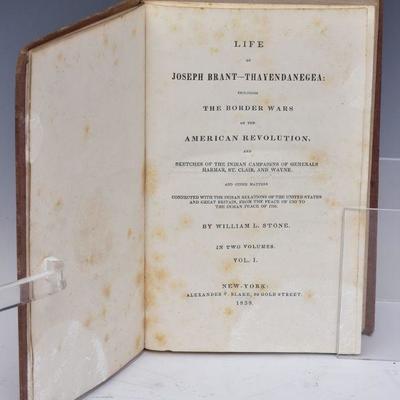 LIFE
OF
JOSEPH BRANT—THAYENDANEGEA:
INCLUDING
THE BORDER WARS
OF THE
AMERICAN REVOLUTION,
AND
SKETCHES OF THE INDIAN CAMPAIGNS OF GENERALS
HARMAR, ST. CLAIR, AND WAYNE.
AND OTHER MATTERS
CONNECTED WITH THE INDIAN RELATIONS OF THE UNITED STATES
AND GREAT BRITAIN, FROM THE PEACE OF 1783 TO
THE INDIAN PEACE OF 1795.
BY WILLIAM L. STONE.
IN TWO VOLUMES.
VOL. I.
NEW-YORK:
ALEXANDER V. BLAKE, GOLD STREET.